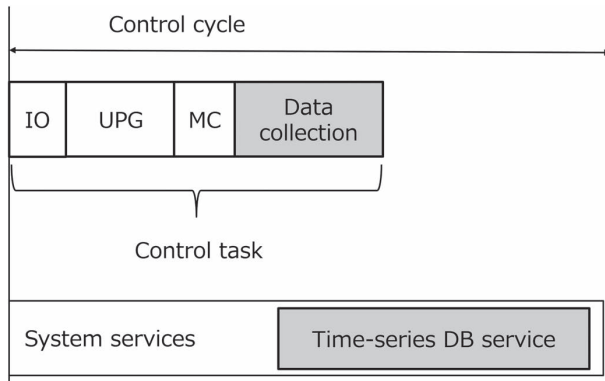 Control cycle
IO UPG MC Data
collection
Control task
System services Time-series DB service